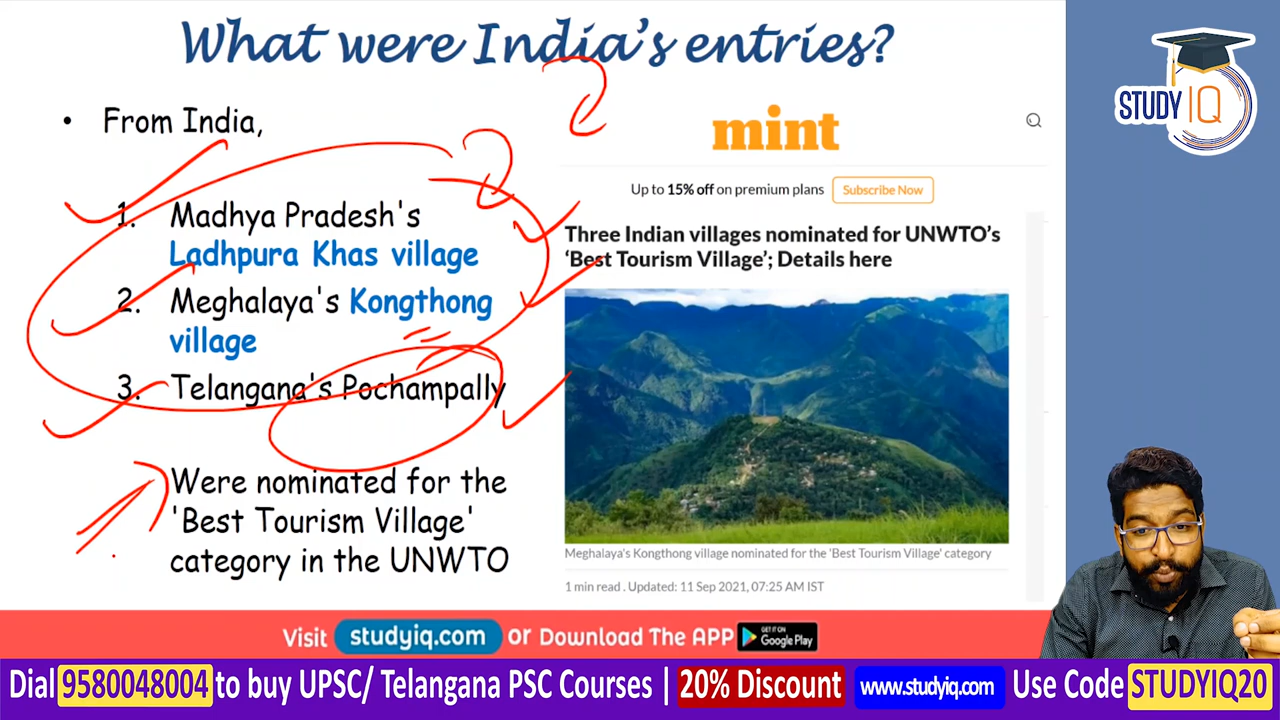 What were India's entries?
• From India,
1. Madhya Pradesh's
Ladhpura Khas village
2. Meghalaya's Kongthong
village
3. Telangana's Pochampally
Were nominated for the
'Best Tourism Village'
category in the UNWTO
mint
Up to 15% off on premium plans Subscribe Now
Three Indian villages nominated for UNWTO's
'Best Tourism Village'; Details here
Meghalaya's Kongthong village nominated for the 'Best Tourism Village' category
1 min read . Updated: 11 Sep 2021, 07:25 AM IST
STUDY IQ
Visit studyiq.com or Download The APP GET IT ON Google Play
Dial 9580048004 to buy UPSC/ Telangana PSC Courses | 20% Discount www.studyiq.com Use Code STUDYIQ20